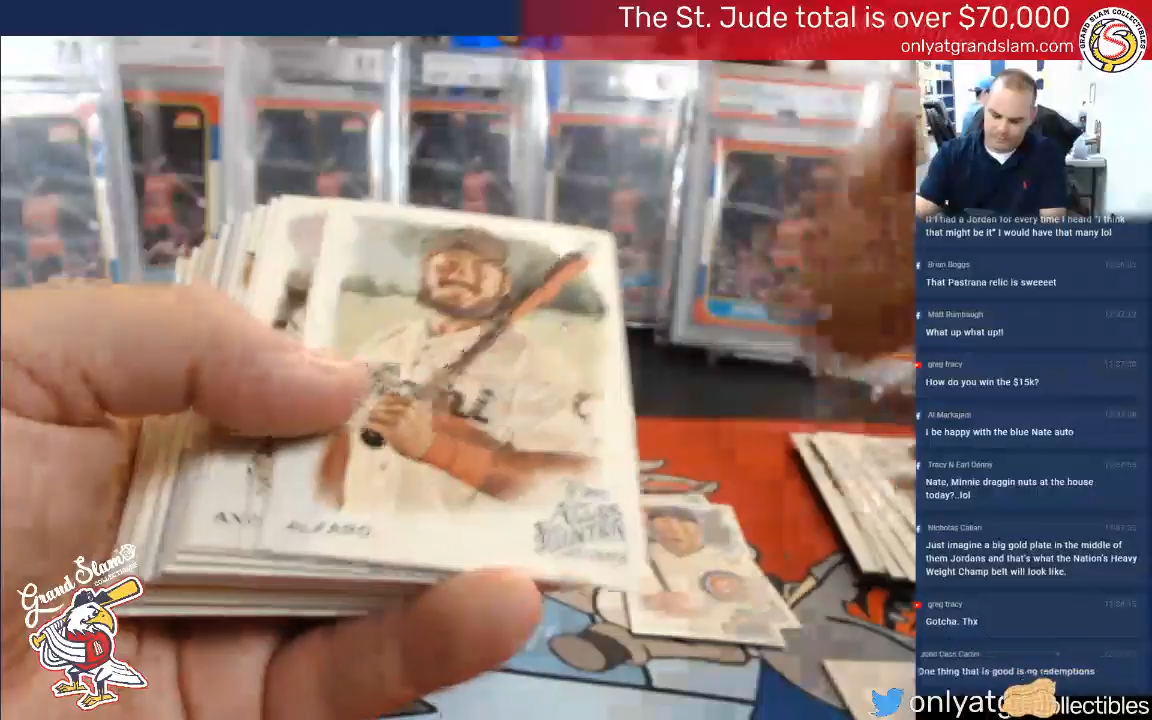 The St. Jude total is over $70,000
onlyatgrandslam.com
GRAND SLAM COLLECTIBLES
If I had a Jordan for every time I heard "I think
that might be it" I would have that many lol
Brian Boggs
That Pastrana relic is sweeeet
Matt Bumbaugh
What up what up!!
greg tracy
How do you win the $15k?
Al Markajedi
I be happy with the blue Nate auto
Tracy N Earl Dennis
Nate, Minnie draggin nuts at the house
today?..lol
Nicholas Callan
Just imagine a big gold plate in the middle of
them Jordans and that's what the Nation's Heavy
Weight Champ belt will look like.
greg tracy
Gotcha. Thx
One thing that is good is no redemptions
ALFARO
Grand Slam
COLLECTIBLES
onlyatg
ollectibles